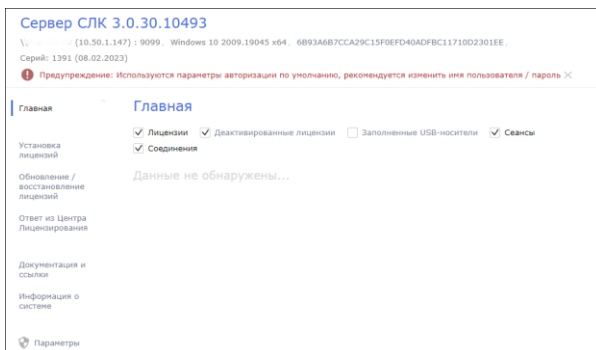 Сервер СЛК 3.0.30.10493
(10.50.1.147) : 9099, Windows 10 2009.19045 x64, 6B93A6B7CCA29C15F0EFD40ADFBC11710D2301EE,
Серий: 1391 (08.02.2023)
Предупреждение: Используются параметры авторизации по умолчанию, рекомендуется изменить имя пользователя / пароль
Главная
Главная
Лицензии Деактивированные лицензии Заполненные USB-носители Сеансы
Соединения
Данные не обнаружены...
Установка
лицензий
Обновление /
восстановление
лицензий
Ответ из Центра
Лицензирования
Документация и
ссылки
Информация о
системе
Параметры